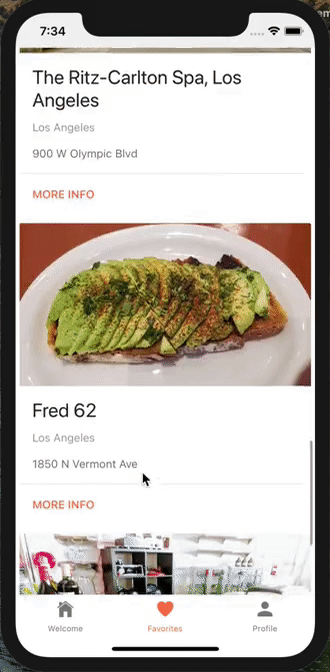 7:34
The Ritz-Carlton Spa, Los
Angeles
Los Angeles
900 W Olympic Blvd
MORE INFO
Fred 62
Los Angeles
1850 N Vermont Ave
MORE INFO
Welcome
Favorites
Profile